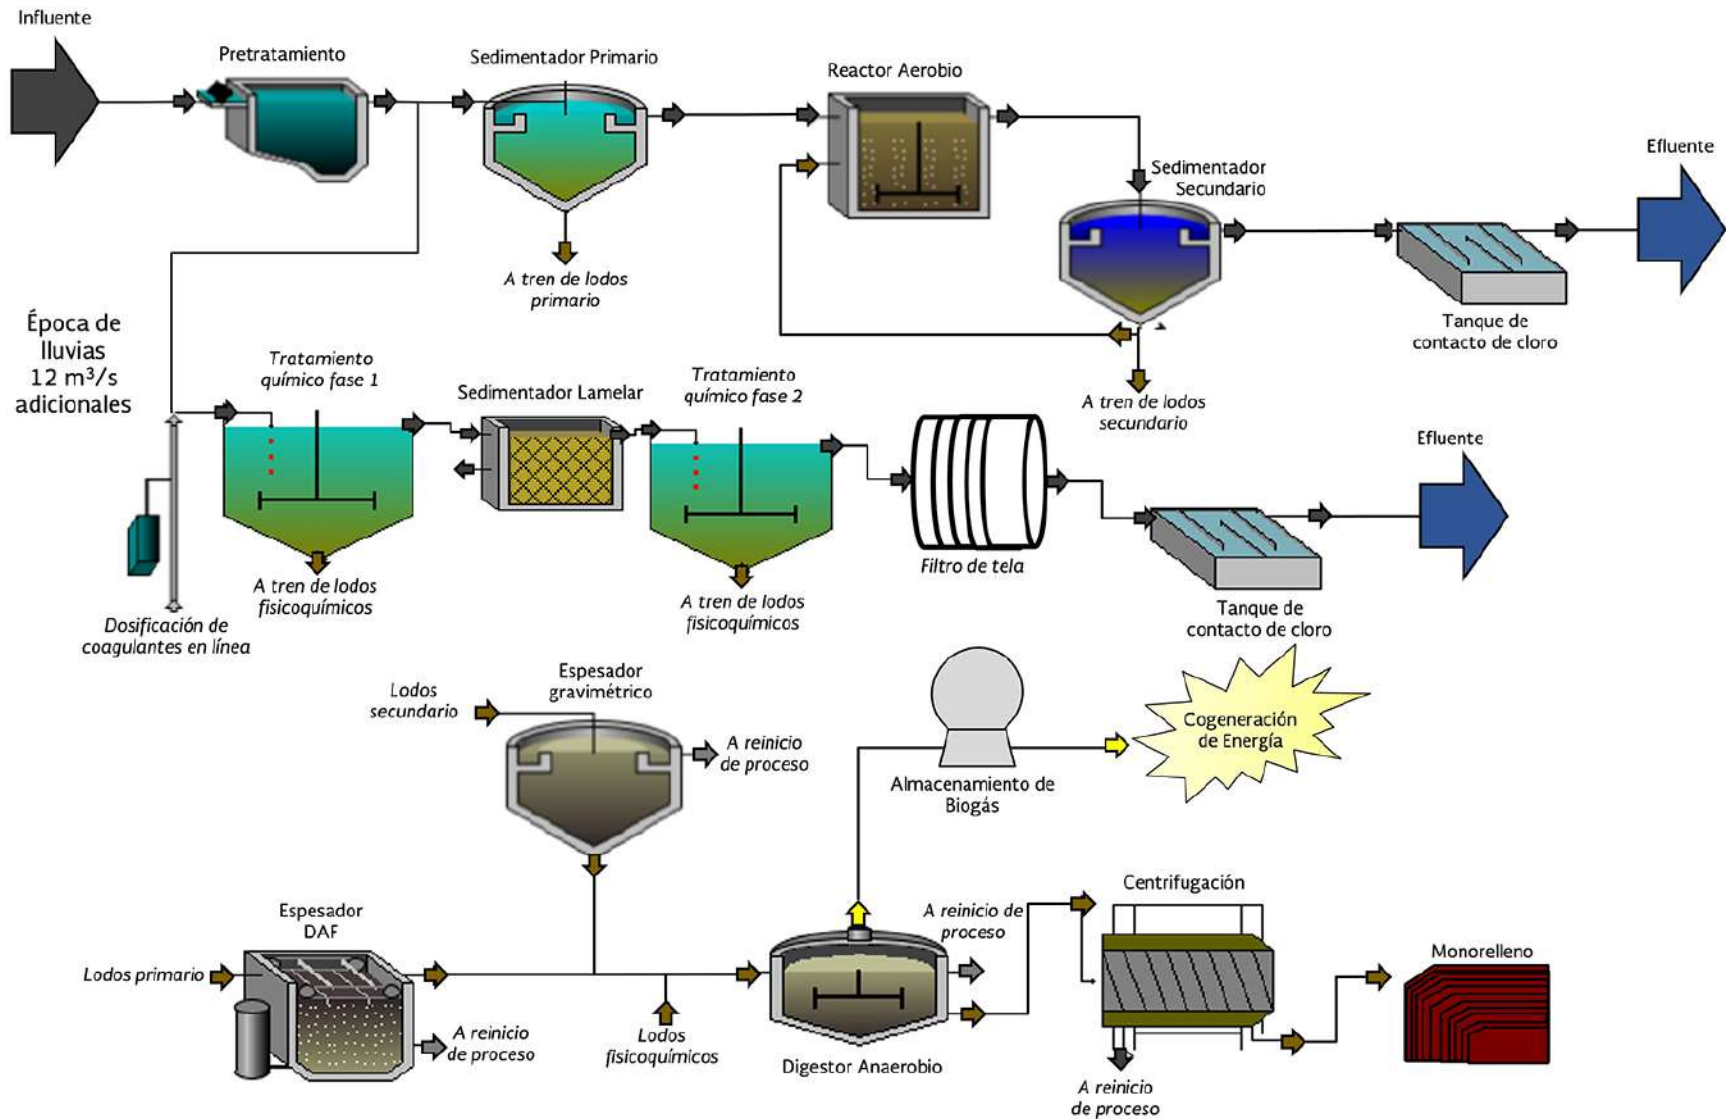 Influente
Pretratamiento
Sedimentador Primario
Reactor Aerobio
Sedimentador
Secundario
Efluente
A tren de lodos
primario
Tanque de
contacto de cloro
A tren de lodos
secundario
Época de
lluvias
12 m³/s
adicionales
Tratamiento
químico fase 1
Sedimentador Lamelar
Tratamiento
químico fase 2
Efluente
Filtro de tela
A tren de lodos
fisicoquímicos
A tren de lodos
fisicoquímicos
Tanque de
contacto de cloro
Dosificación de
coagulantes en línea
Espesador
gravimétrico
Lodos
secundario
A reinicio
de proceso
Almacenamiento de
Biogás
Cogeneración
de Energía
Espesador
DAF
Lodos primario
A reinicio
de proceso
Lodos
fisicoquímicos
Digestor Anaerobio
A reinicio de
proceso
Centrifugación
A reinicio
de proceso
Monorelleno